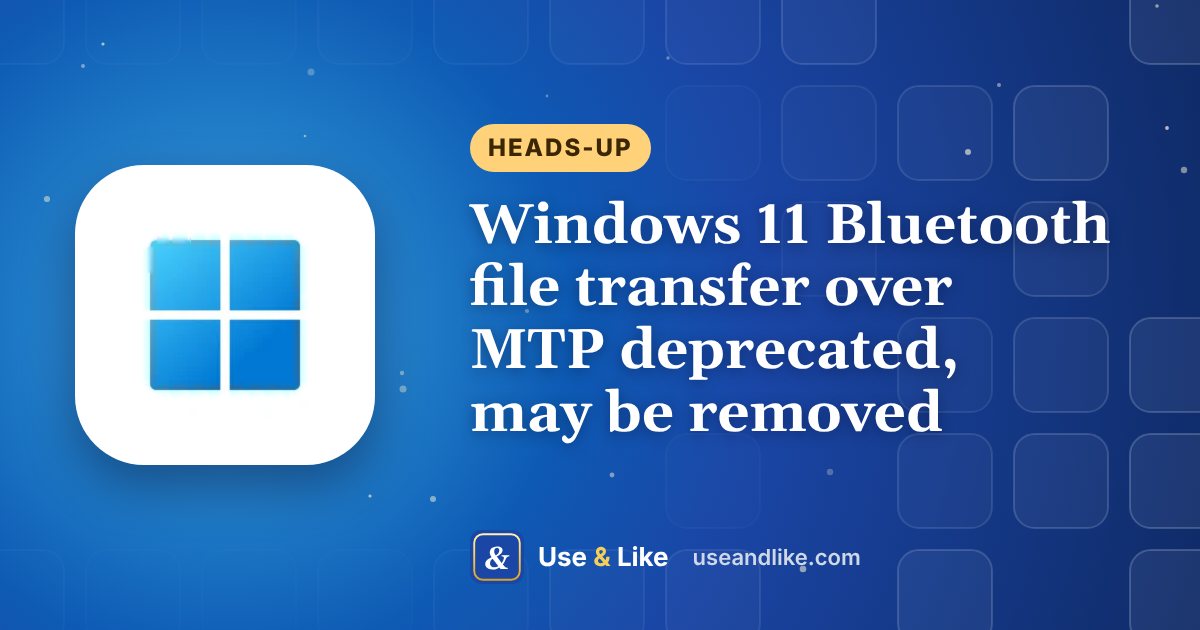 HEADS-UP
Windows 11 Bluetooth
file transfer over
MTP deprecated,
may be removed
& Use & Like useandlike.com